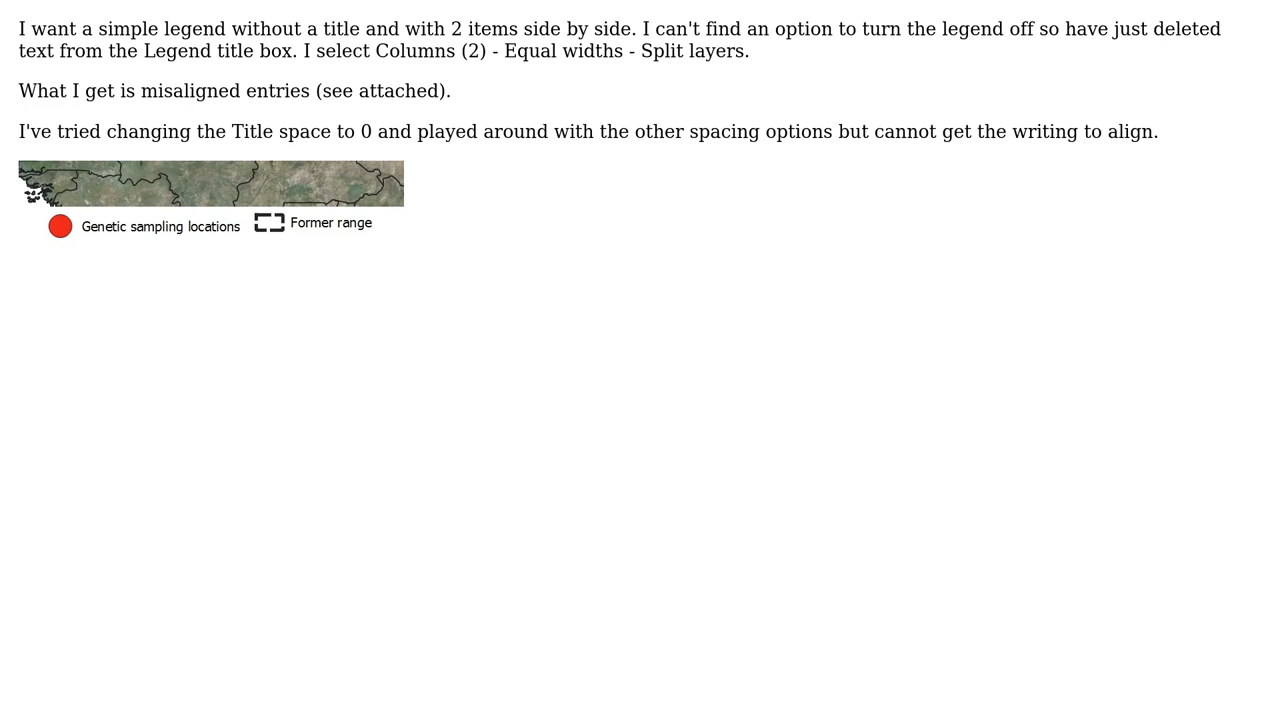 I want a simple legend without a title and with 2 items side by side. I can't find an option to turn the legend off so have just deleted
text from the Legend title box. I select Columns (2) - Equal widths - Split layers.
What I get is misaligned entries (see attached).
I've tried changing the Title space to 0 and played around with the other spacing options but cannot get the writing to align.
Genetic sampling locations Former range